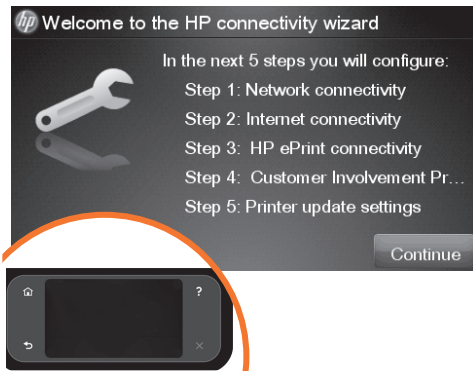 hp Welcome to the HP connectivity wizard
In the next 5 steps you will configure:
Step 1: Network connectivity
Step 2: Internet connectivity
Step 3: HP ePrint connectivity
Step 4: Customer Involvement Pr...
Step 5: Printer update settings
Continue
?